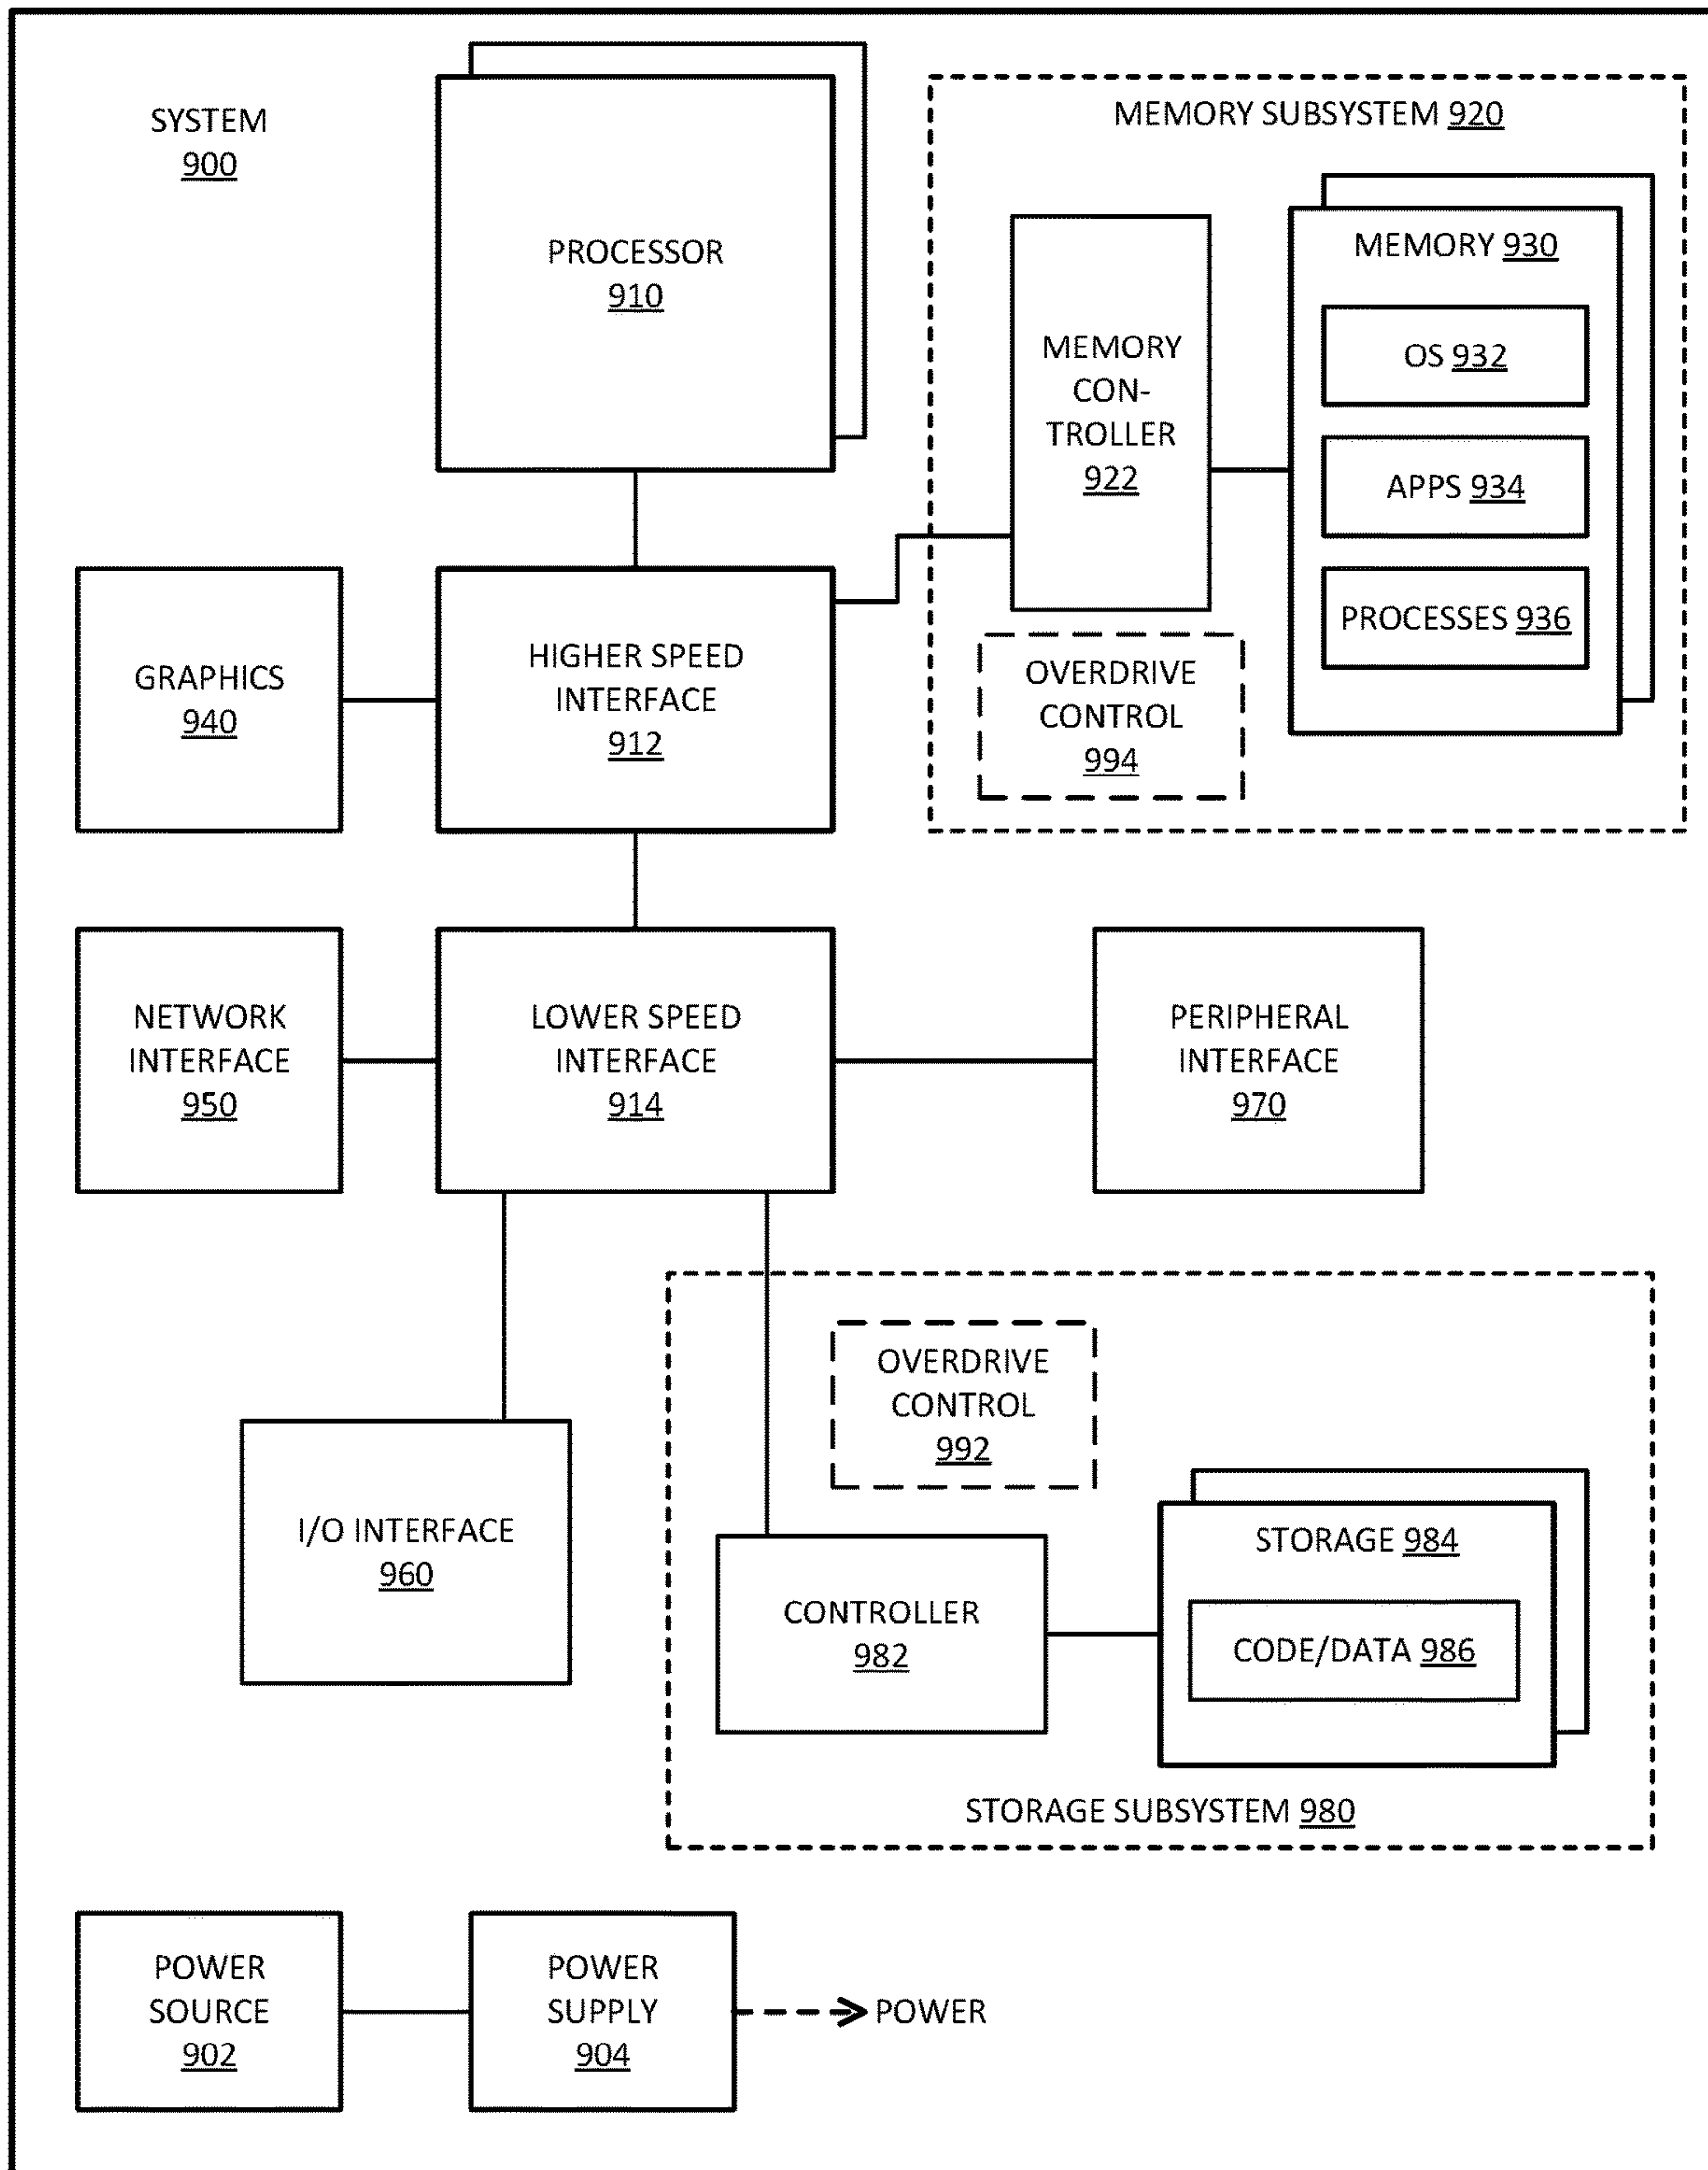 SYSTEM
900
PROCESSOR
910
MEMORY SUBSYSTEM 920
MEMORY
CON-
TROLLER
922
MEMORY 930
OS 932
APPS 934
PROCESSES 936
OVERDRIVE
CONTROL
994
GRAPHICS
940
HIGHER SPEED
INTERFACE
912
NETWORK
INTERFACE
950
LOWER SPEED
INTERFACE
914
PERIPHERAL
INTERFACE
970
I/O INTERFACE
960
OVERDRIVE
CONTROL
992
CONTROLLER
982
STORAGE 984
CODE/DATA 986
STORAGE SUBSYSTEM 980
POWER
SOURCE
902
POWER
SUPPLY
904
POWER